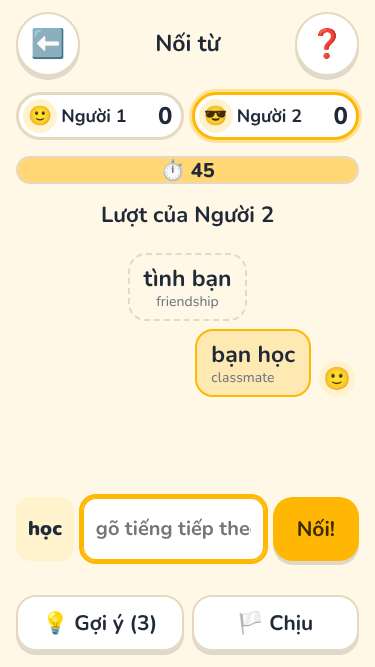 Nối từ
Người 1 0
Người 2 0
45
Lượt của Người 2
tình bạn
friendship
bạn học
classmate
học
gõ tiếng tiếp the
Nối!
Gợi ý (3)
Chịu